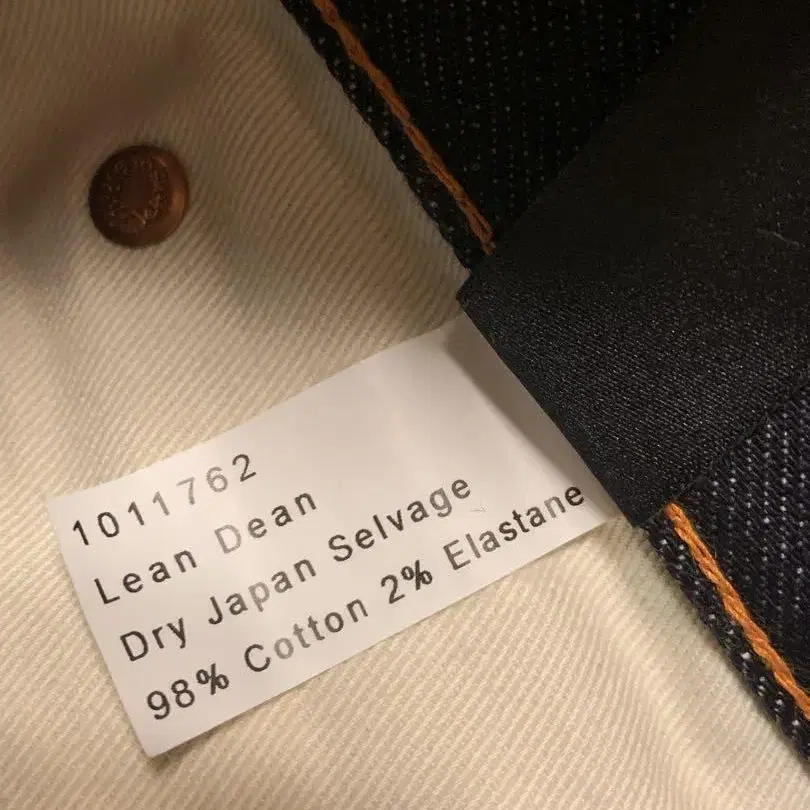 1011762
Lean Dean
Dry Japan Selvage
98% Cotton 2% Elastane